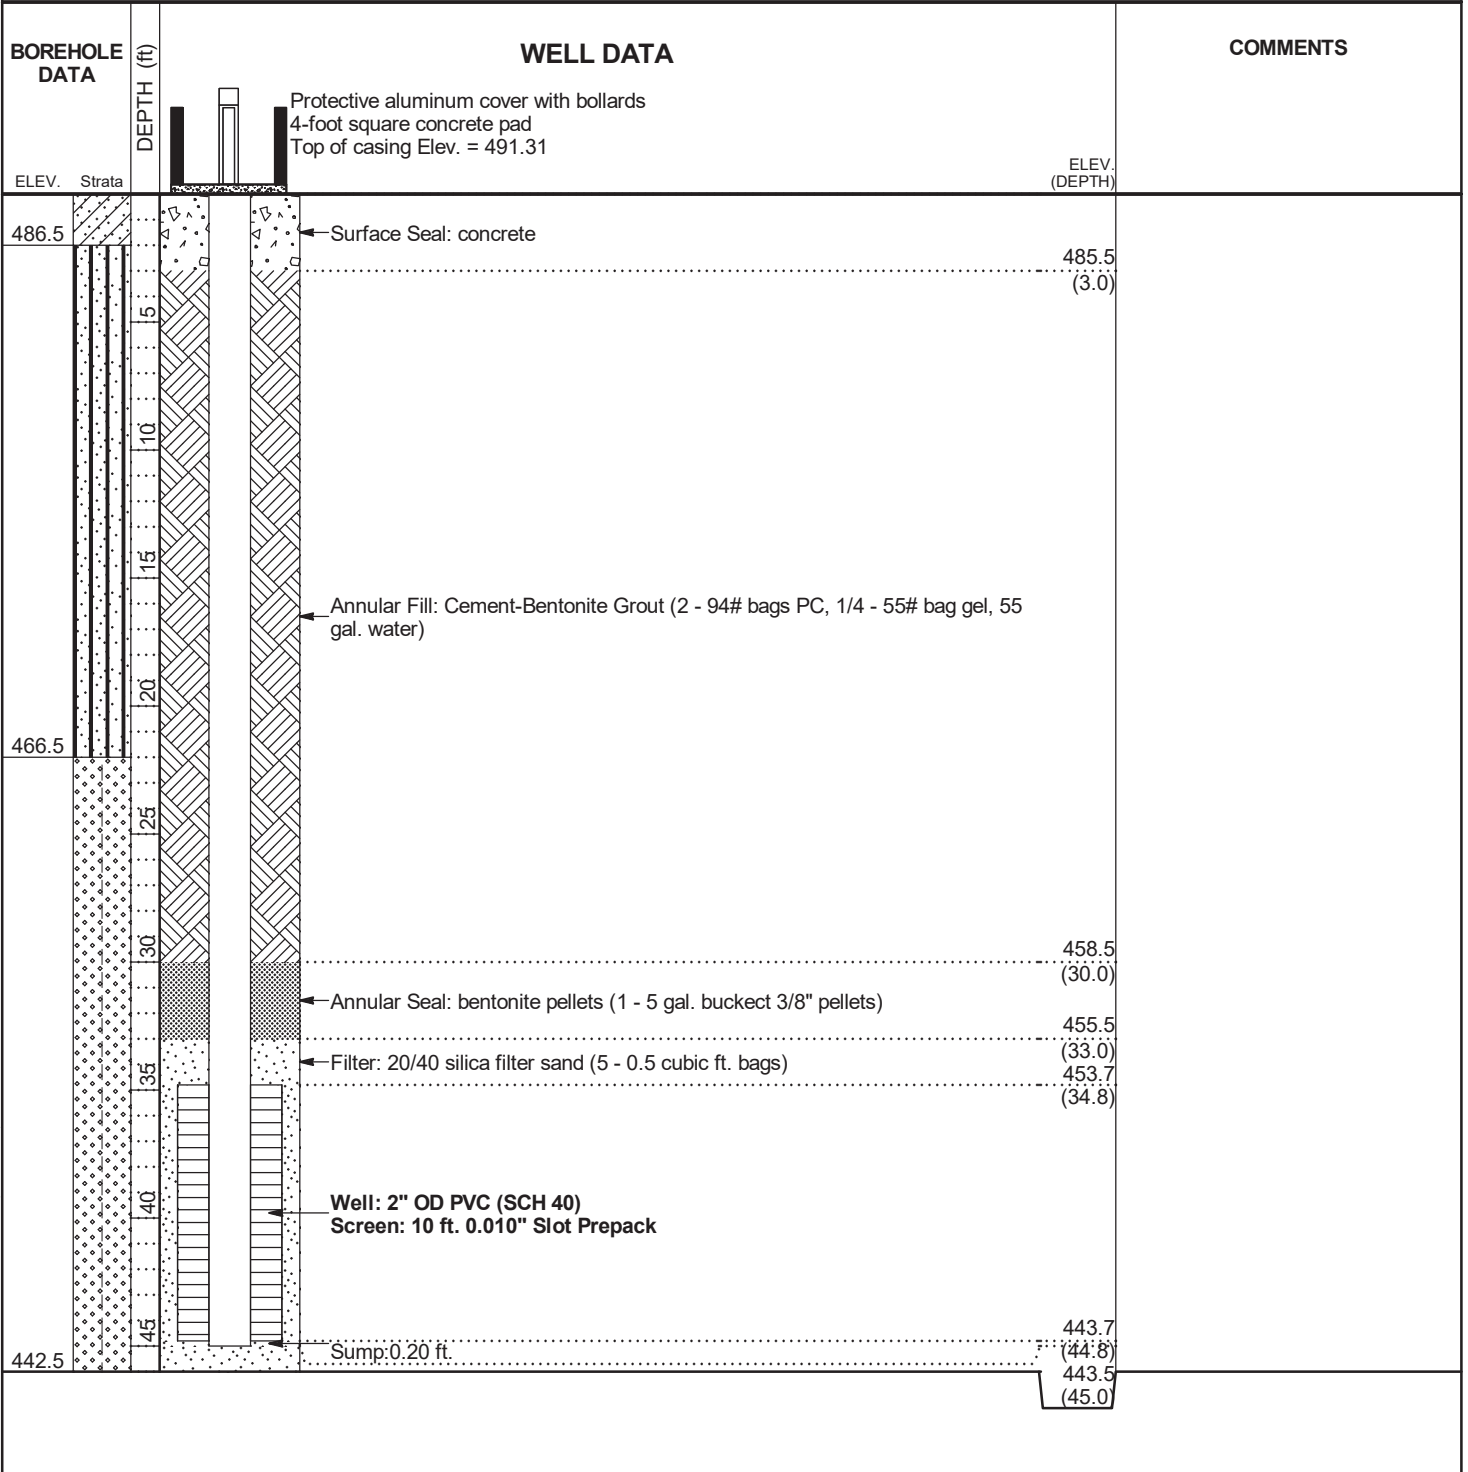 BOREHOLE
DATA
DEPTH (ft)
WELL DATA
COMMENTS
Protective aluminum cover with bollards
4-foot square concrete pad
Top of casing Elev. = 491.31
ELEV. Strata
ELEV.
(DEPTH)
486.5
Surface Seal: concrete
485.5
(3.0)
5
10
15
Annular Fill: Cement-Bentonite Grout (2 - 94# bags PC, 1/4 - 55# bag gel, 55
gal. water)
20
466.5
25
30
458.5
(30.0)
Annular Seal: bentonite pellets (1 - 5 gal. buckect 3/8" pellets)
455.5
(33.0)
Filter: 20/40 silica filter sand (5 - 0.5 cubic ft. bags)
453.7
35
(34.8)
40
Well: 2" OD PVC (SCH 40)
Screen: 10 ft. 0.010" Slot Prepack
45
443.7
Sump:0.20 ft.
(44.8)
442.5
443.5
(45.0)